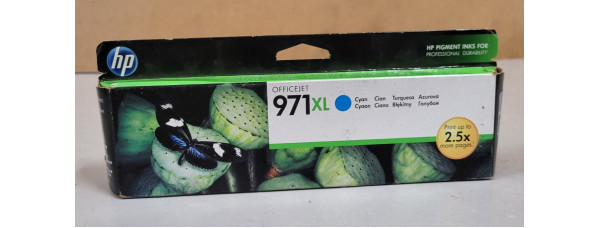 hp
HP PIGMENT INKS FOR
PROFESSIONAL DURABILITY*
OFFICEJET
971XL
Cyan Cian Turquesa Azurová
Cyaan Ciano Błękitny Голубой
Print up to
2.5x
more pages